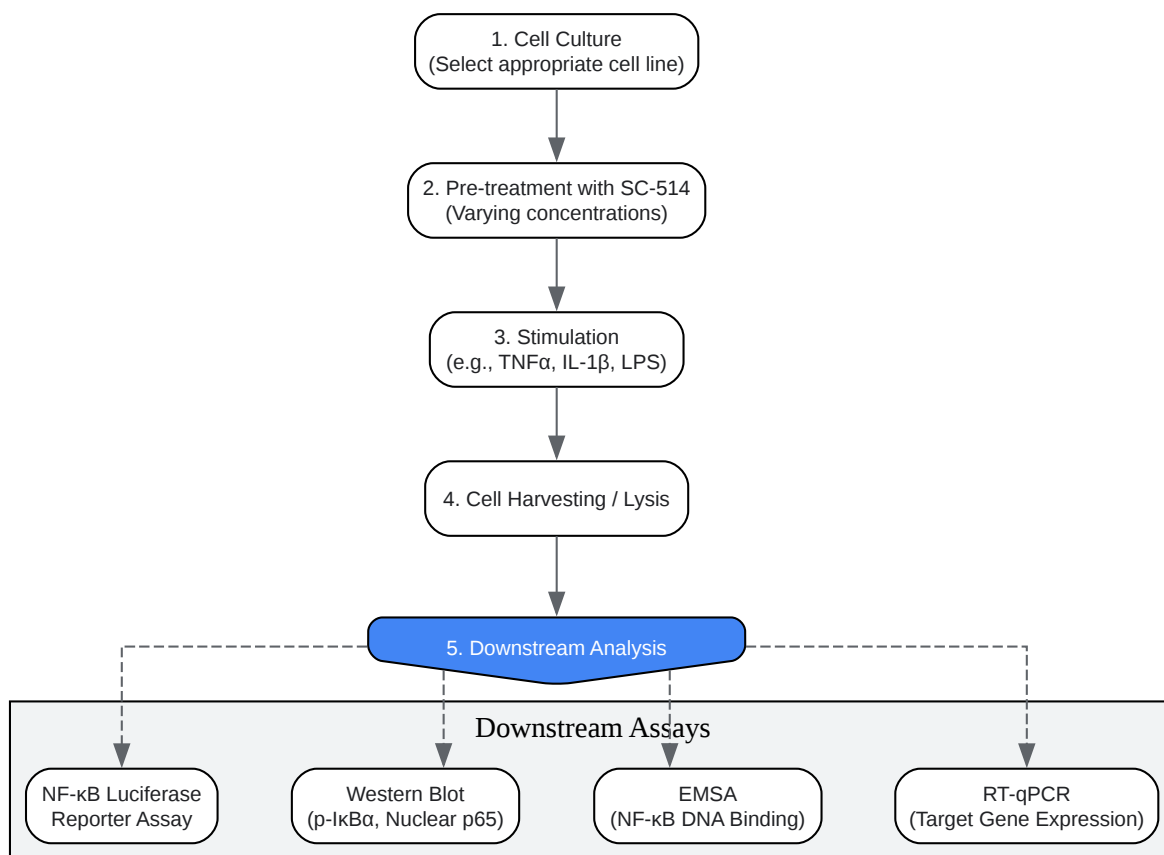 1. Cell Culture
(Select appropriate cell line)
2. Pre-treatment with SC-514
(Varying concentrations)
3. Stimulation
(e.g., TNFα, IL-1β, LPS)
4. Cell Harvesting / Lysis
5. Downstream Analysis
Downstream Assays
NF-κB Luciferase
Reporter Assay
Western Blot
(p-IκBα, Nuclear p65)
EMSA
(NF-κB DNA Binding)
RT-qPCR
(Target Gene Expression)